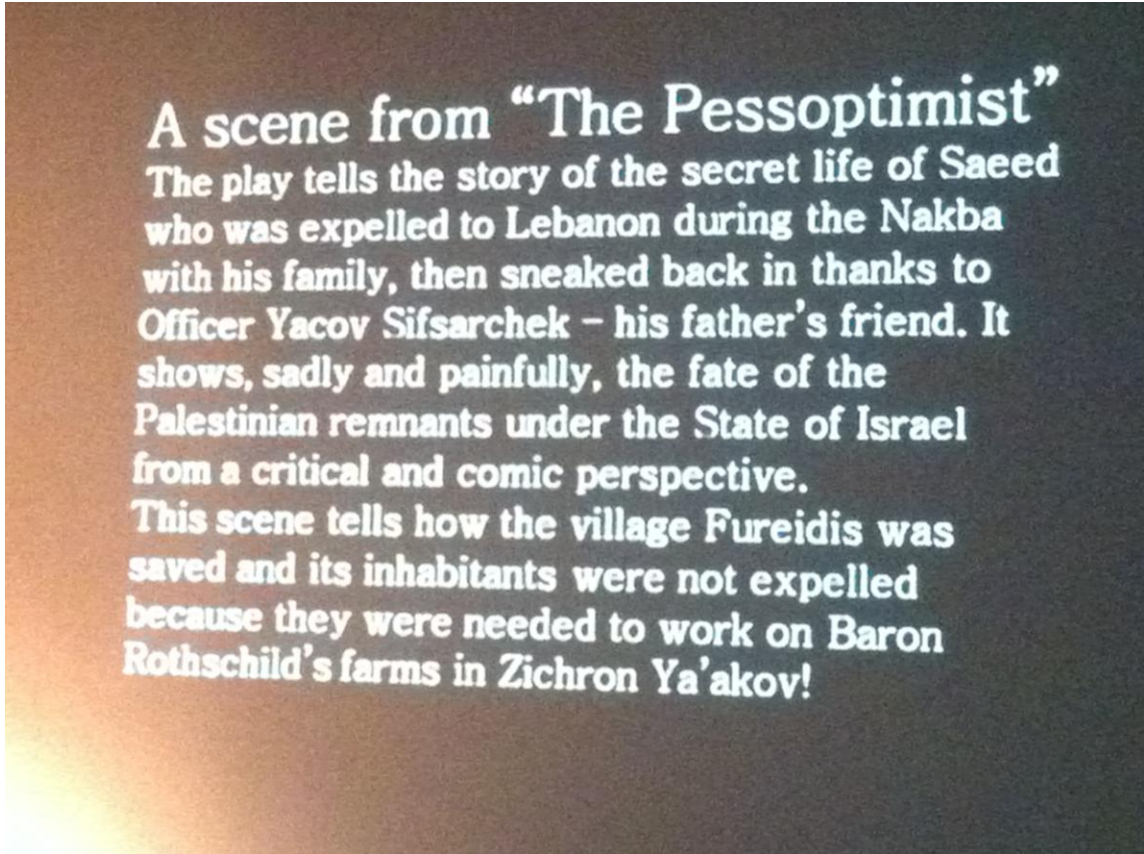 A scene from “The Pessoptimist”
The play tells the story of the secret life of Saeed
who was expelled to Lebanon during the Nakba
with his family, then sneaked back in thanks to
Officer Yacov Sifsarchek – his father’s friend. It
shows, sadly and painfully, the fate of the
Palestinian remnants under the State of Israel
from a critical and comic perspective.
This scene tells how the village Fureidis was
saved and its inhabitants were not expelled
because they were needed to work on Baron
Rothschild’s farms in Zichron Ya’akov!